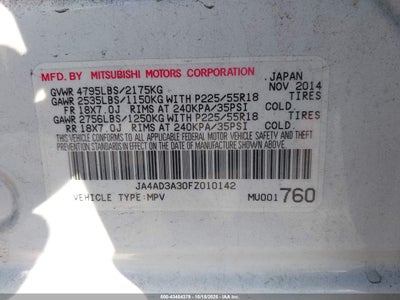 MFD BY MITSUBISHI MOTORS CORPORATION JAPAN
GVWR 4795LBS/2175KG NOV 2014
GAWR 2535LBS/1150KG WITH P225/55R18 TIRES
FR 18X7.0J RIMS AT 240KPA/35PSI COLD
GAWR 2756LBS/1250KG WITH P225/55R18 TIRES
RR 18X7.0J RIMS AT 240KPA/35PSI COLD
THIS VEHICLE CONFORMS TO ALL APPLICABLE FEDERAL
MOTOR VEHICLE SAFETY AND THEFT PREVENTION
STANDARDS IN EFFECT ON THE DATE OF MANUFACTURE
SHOWN ABOVE.
JA4AD3A30FZ010142
VEHICLE TYPE:MPV MU001760